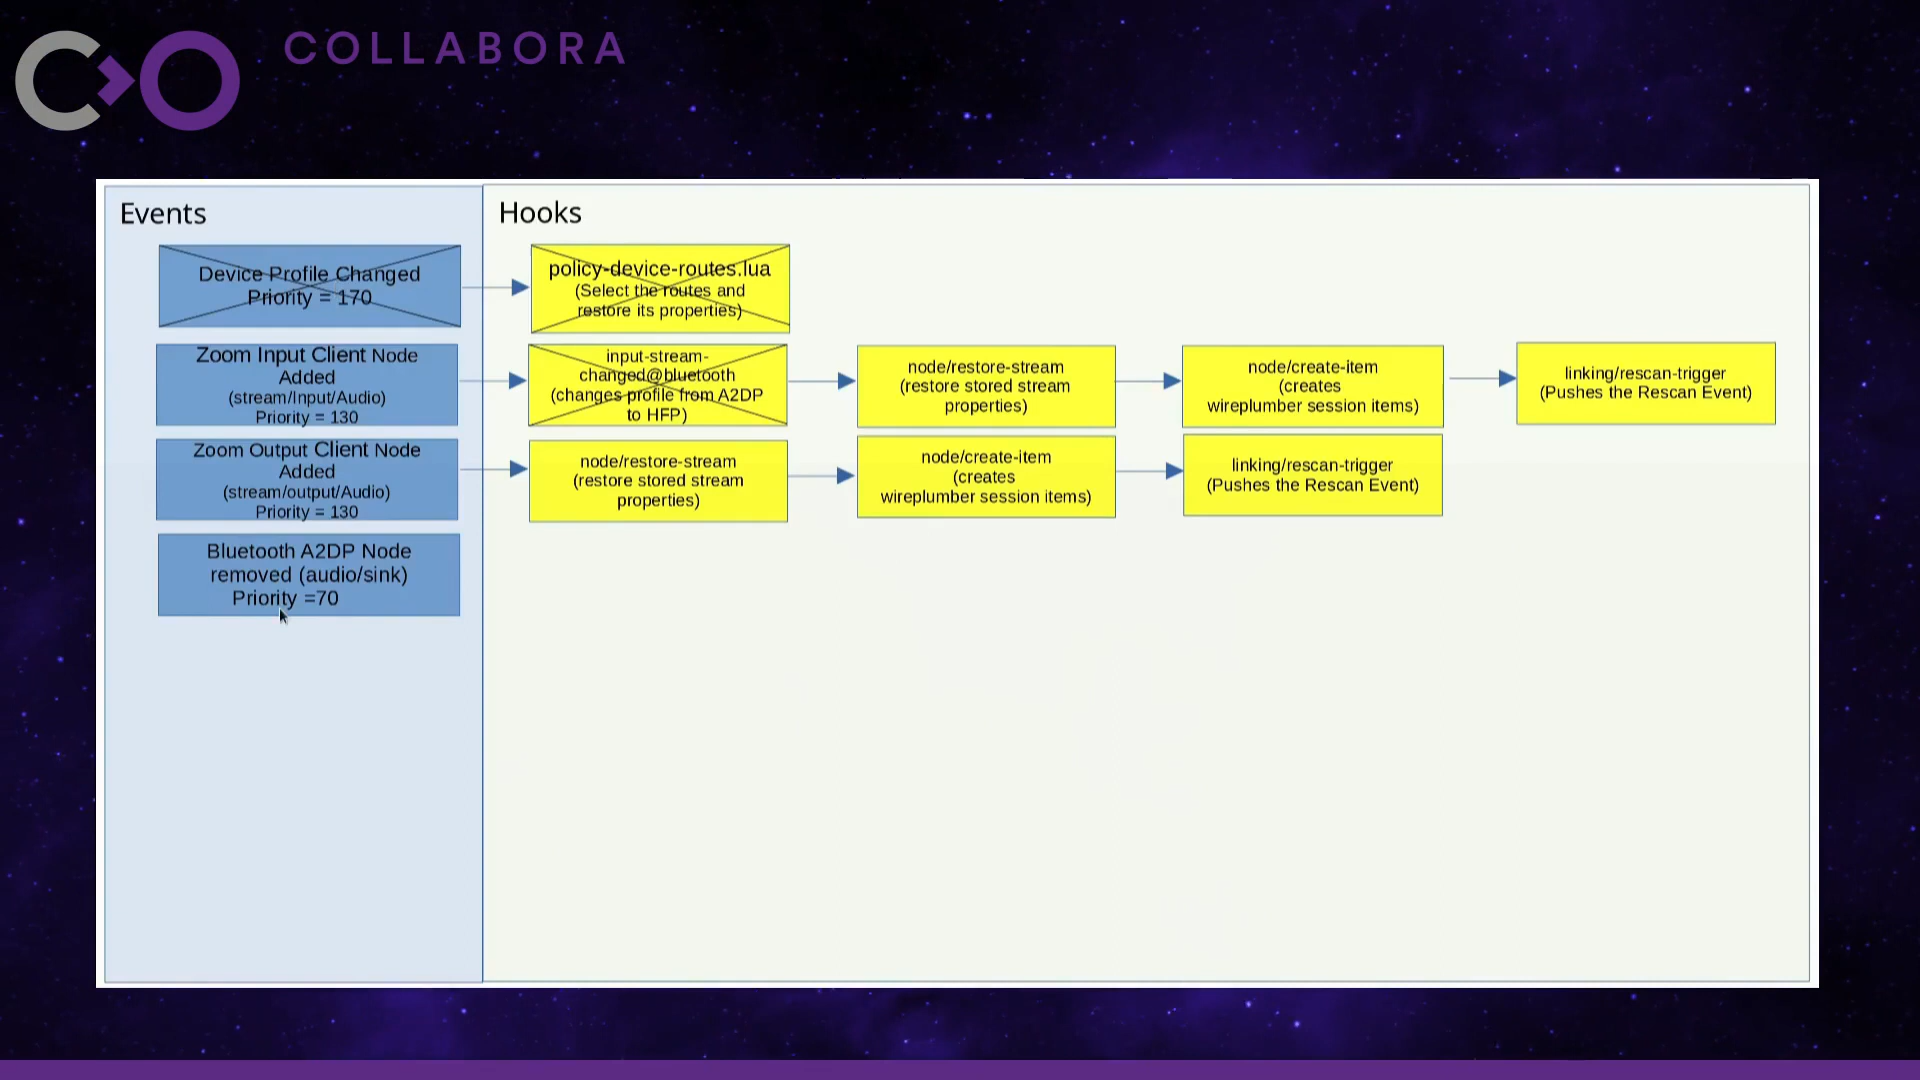 COLLABORA
Events
Hooks
Device Profile Changed
Priority = 170
policy-device-routes.lua
(Select the routes and
restore its properties)
Zoom Input Client Node
Added
(stream/Input/Audio)
Priority = 130
input-stream-
changed@bluetooth
(changes profile from A2DP
to HFP)
node/restore-stream
(restore stored stream
properties)
node/create-item
(creates
wireplumber session items)
linking/rescan-trigger
(Pushes the Rescan Event)
Zoom Output Client Node
Added
(stream/output/Audio)
Priority = 130
node/restore-stream
(restore stored stream
properties)
node/create-item
(creates
wireplumber session items)
linking/rescan-trigger
(Pushes the Rescan Event)
Bluetooth A2DP Node
removed (audio/sink)
Priority =70